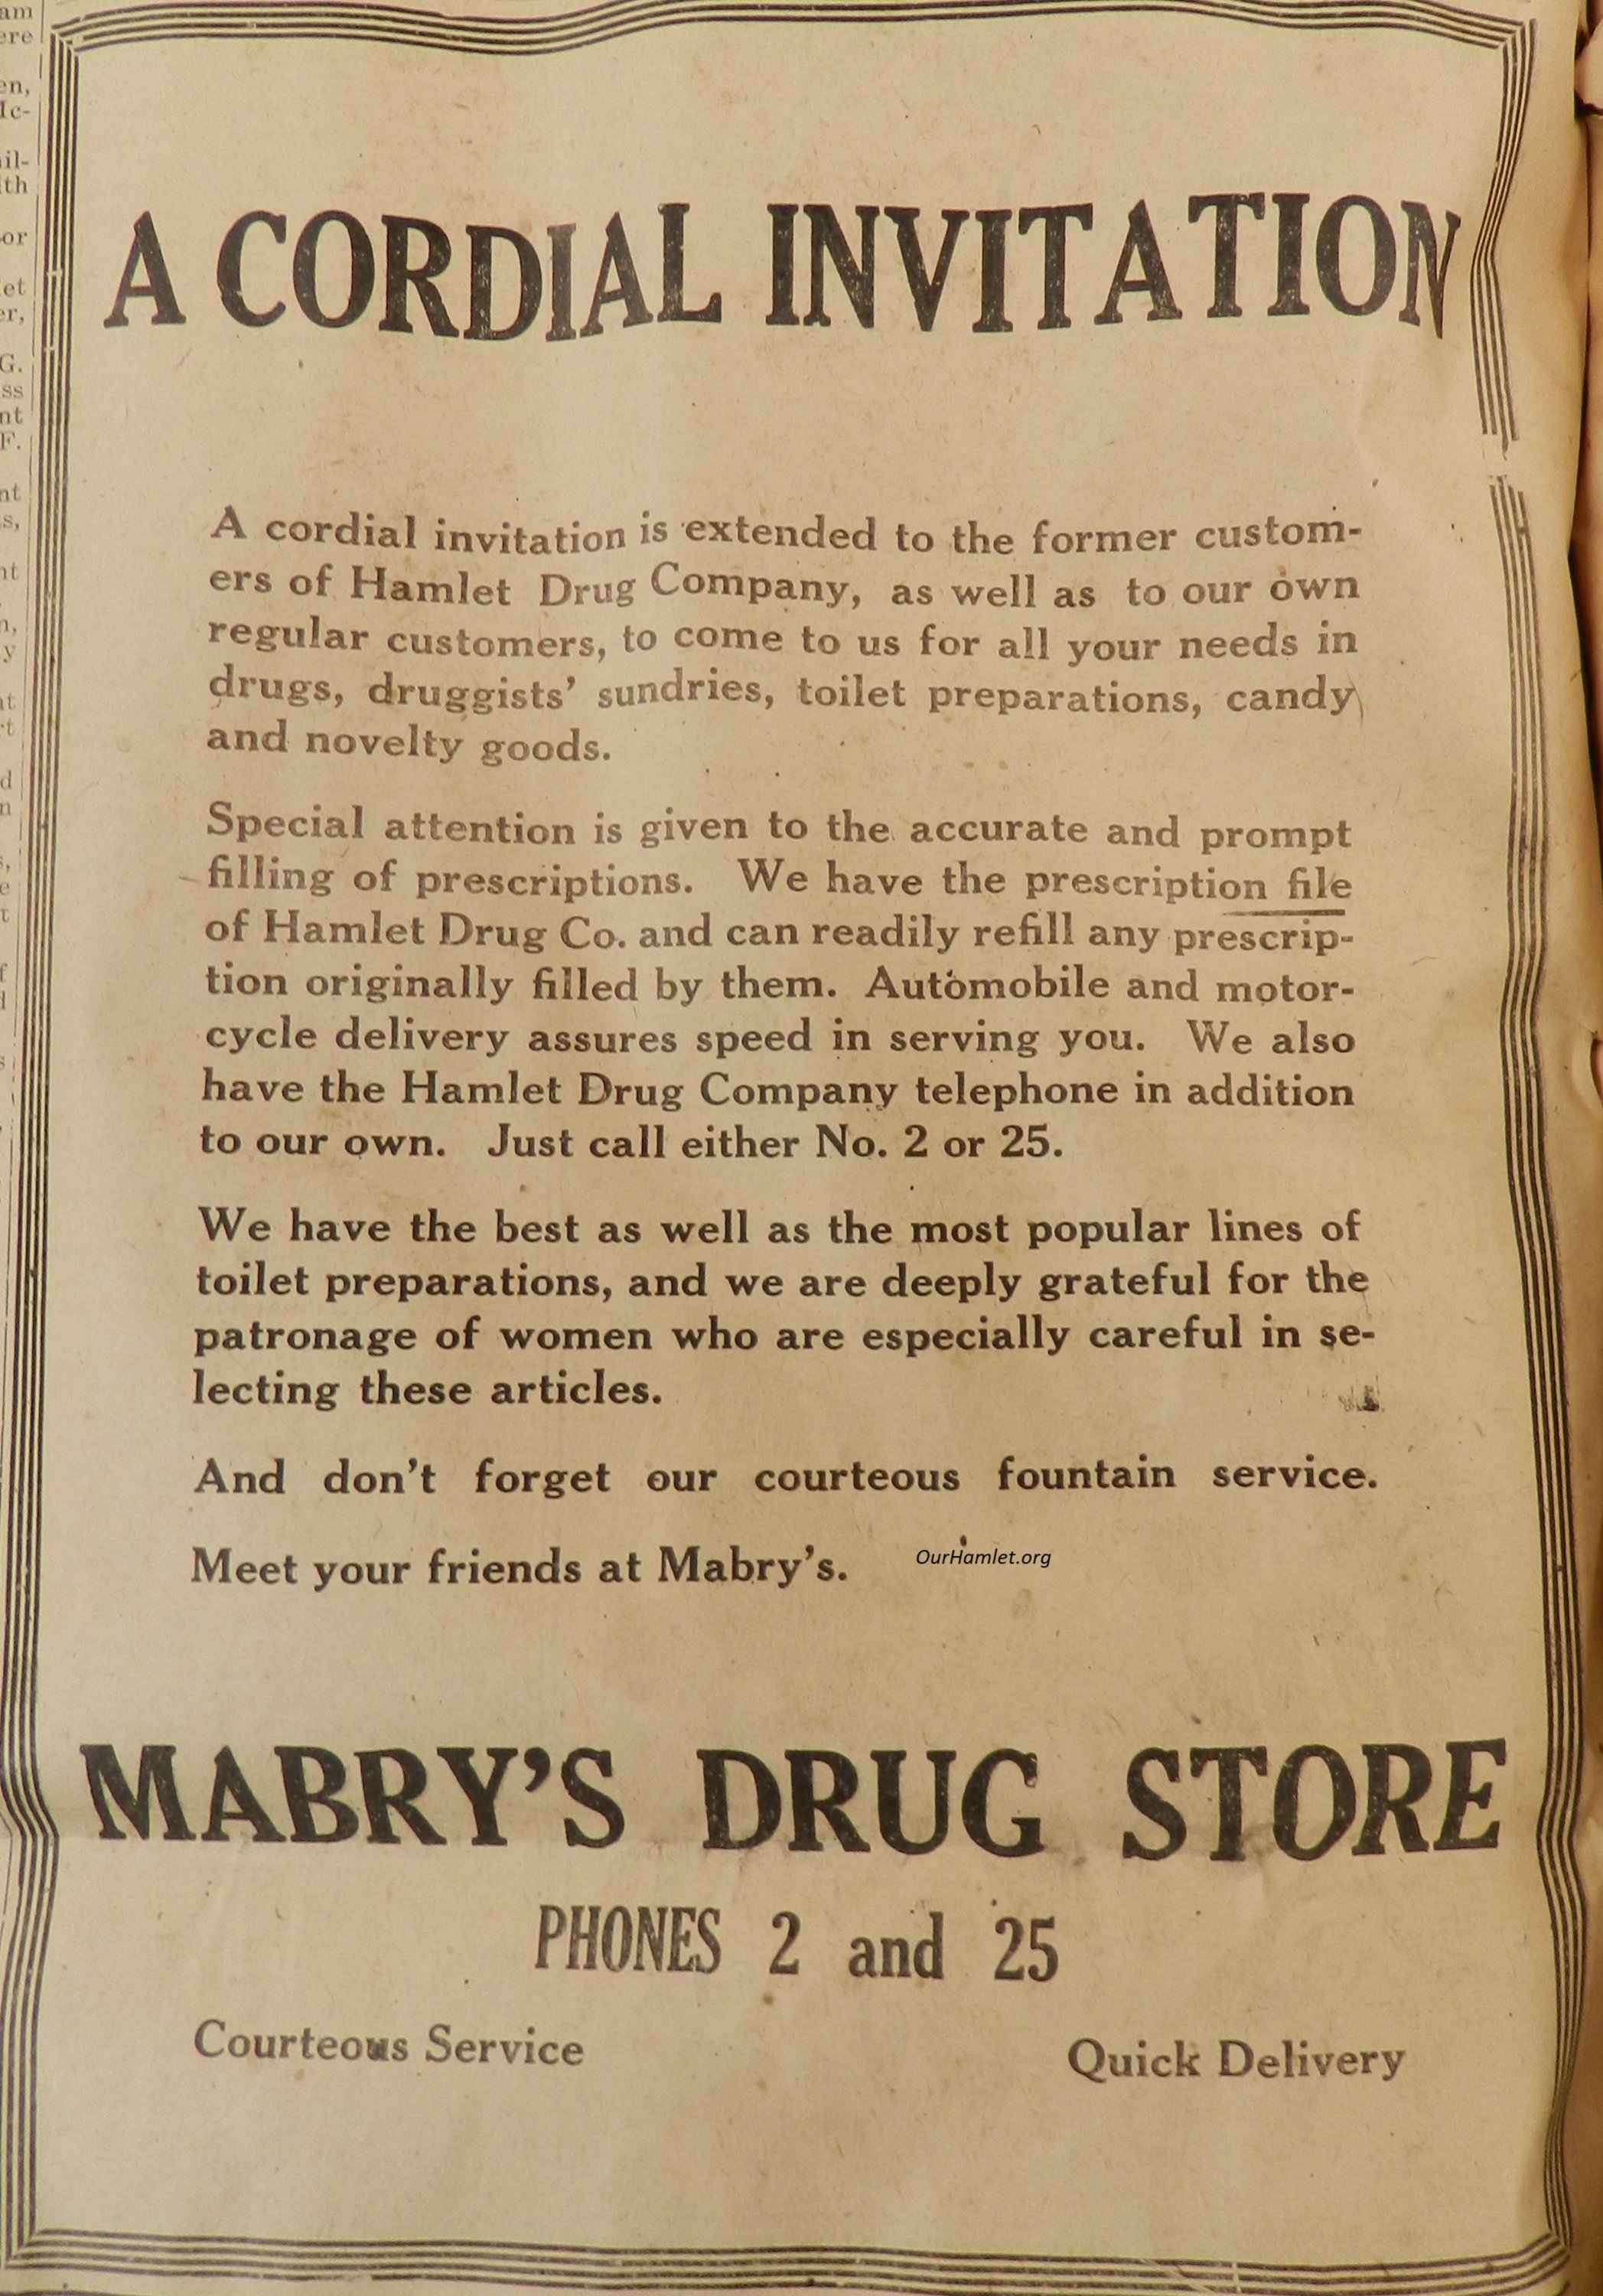 A CORDIAL INVITATION
A cordial invitation is extended to the former custom-
ers of Hamlet Drug Company, as well as to our own
regular customers, to come to us for all your needs in
drugs, druggists' sundries, toilet preparations, candy
and novelty goods.
Special attention is given to the accurate and prompt
filling of prescriptions. We have the prescription file
of Hamlet Drug Co. and can readily refill any prescrip-
tion originally filled by them. Automobile and motor-
cycle delivery assures speed in serving you. We also
have the Hamlet Drug Company telephone in addition
to our own. Just call either No. 2 or 25.
We have the best as well as the most popular lines of
toilet preparations, and we are deeply grateful for the
patronage of women who are especially careful in se-
lecting these articles.
And don't forget our courteous fountain service.
Meet your friends at Mabry's.
OurHamlet.org
MABRY'S DRUG STORE
PHONES 2 and 25
Courteous Service
Quick Delivery